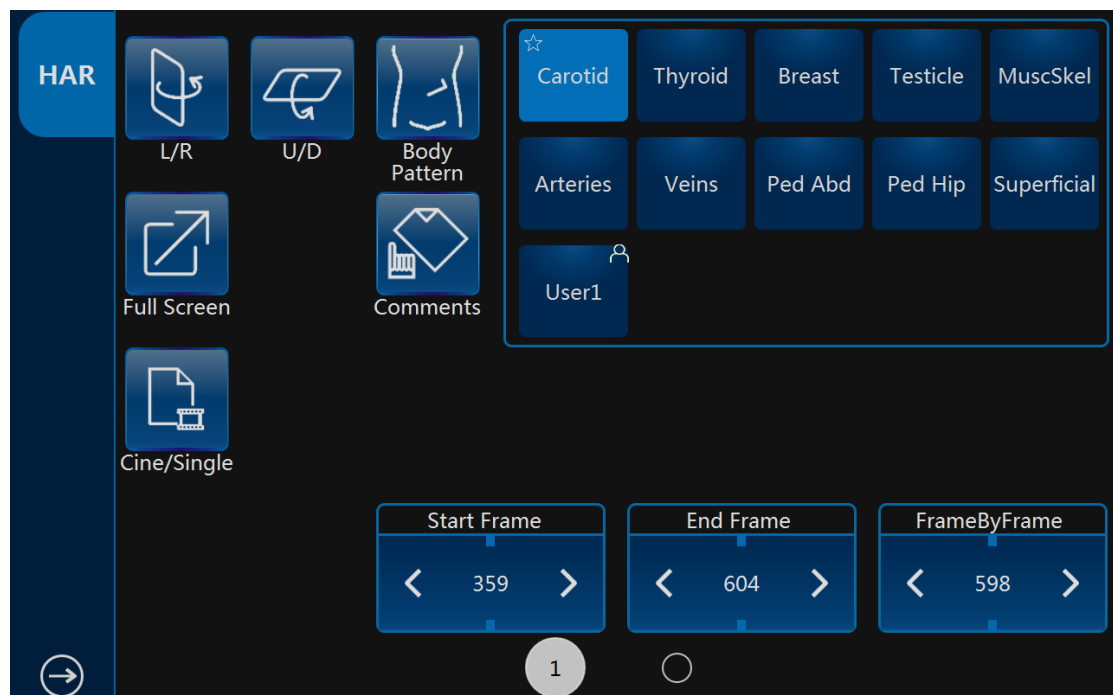 HAR
L/R
U/D
Body
Pattern
Full Screen
Comments
Cine/Single
Carotid
Thyroid
Breast
Testicle
MuscSkel
Arteries
Veins
Ped Abd
Ped Hip
Superficial
User1
Start Frame
359
End Frame
604
FrameByFrame
598
1